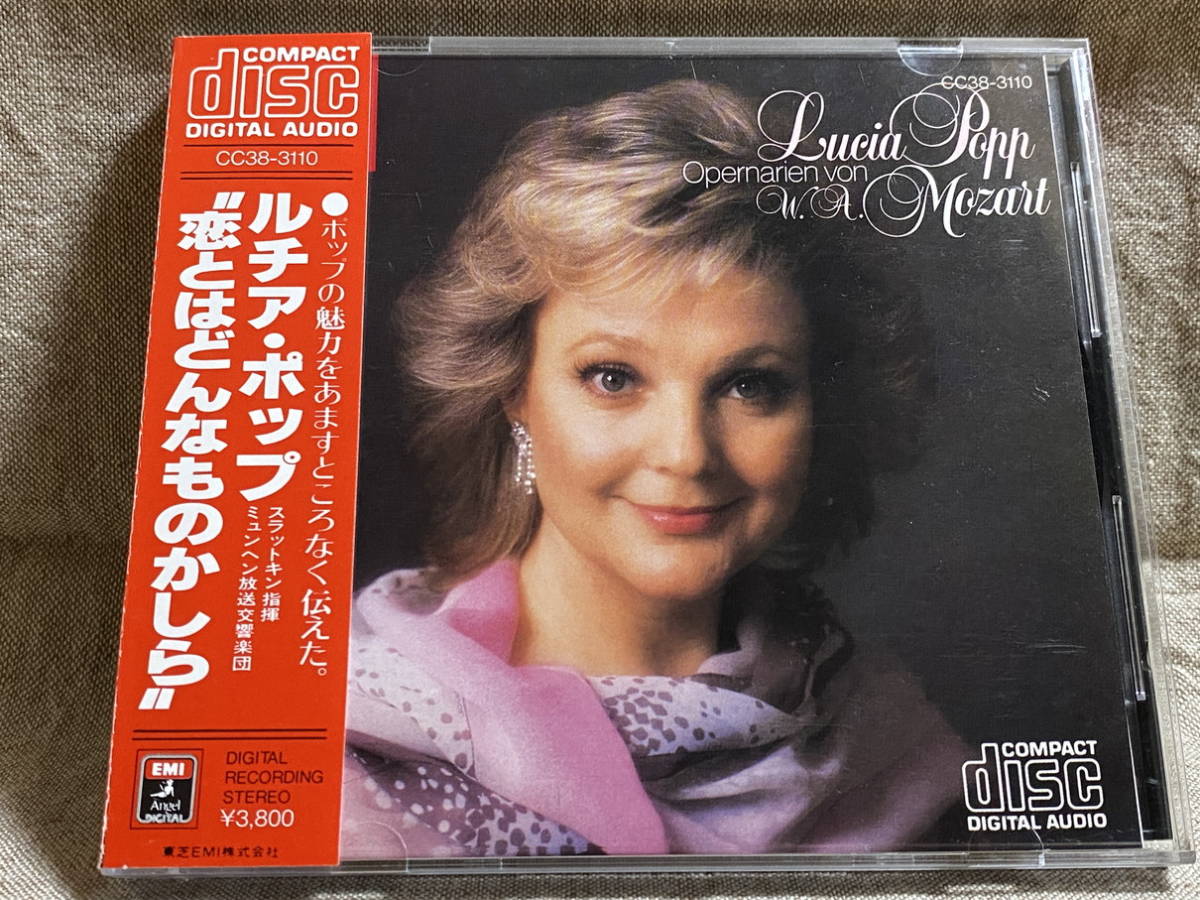 COMPACT
disc
DIGITAL AUDIO
CC38-3110
●ポップの魅力をあますところなく伝えた。
ルチア・ポップ
スラットキン指揮
ミュンヘン放送交響楽団
“恋とはどんなものかしら”
EMI
Angel
DIGITAL
DIGITAL
RECORDING
STEREO
¥3,800
東芝EMI株式会社
CC38-3110
Lucia Popp
Opernarien von
W. A. Mozart
COMPACT
disc
DIGITAL AUDIO